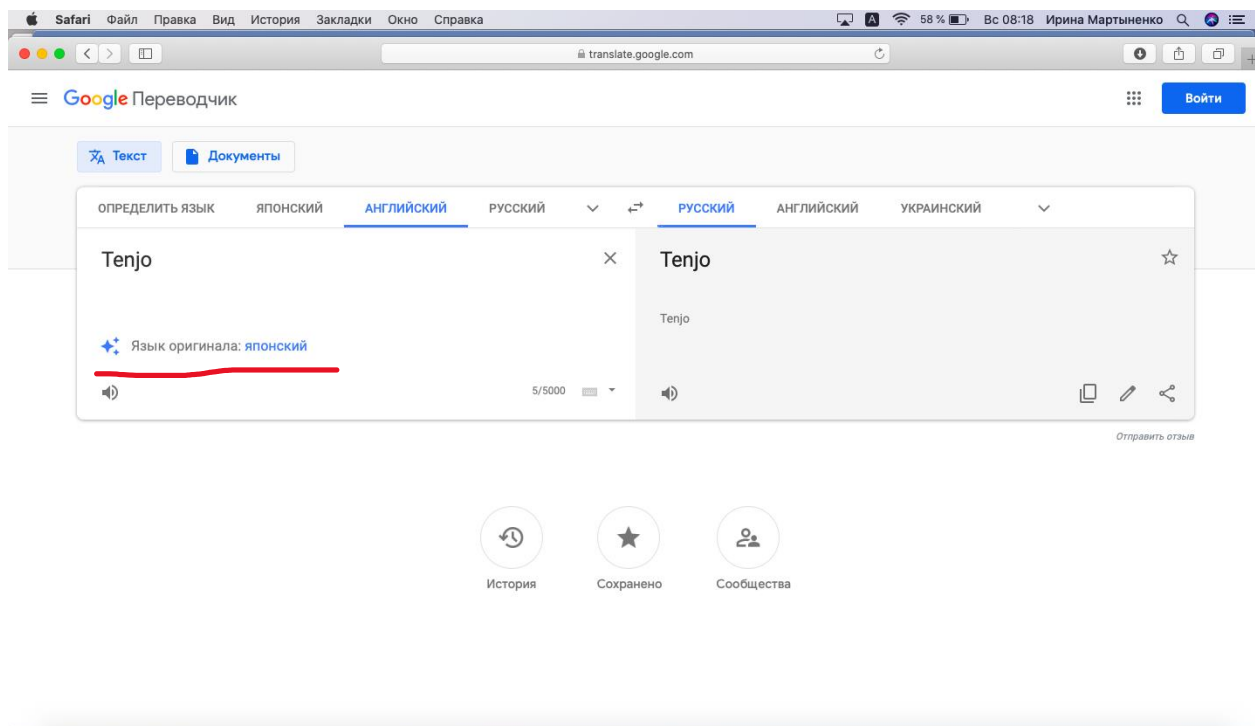 Safari Файл Правка Вид История Закладки Окно Справка A 58 % Вс 08:18 Ирина Мартыненко
translate.google.com
Google Переводчик Войти
Текст Документы
ОПРЕДЕЛИТЬ ЯЗЫК ЯПОНСКИЙ АНГЛИЙСКИЙ РУССКИЙ РУССКИЙ АНГЛИЙСКИЙ УКРАИНСКИЙ
Tenjo Tenjo
Tenjo
Язык оригинала: японский
5/5000
Отправить отзыв
История Сохранено Сообщества